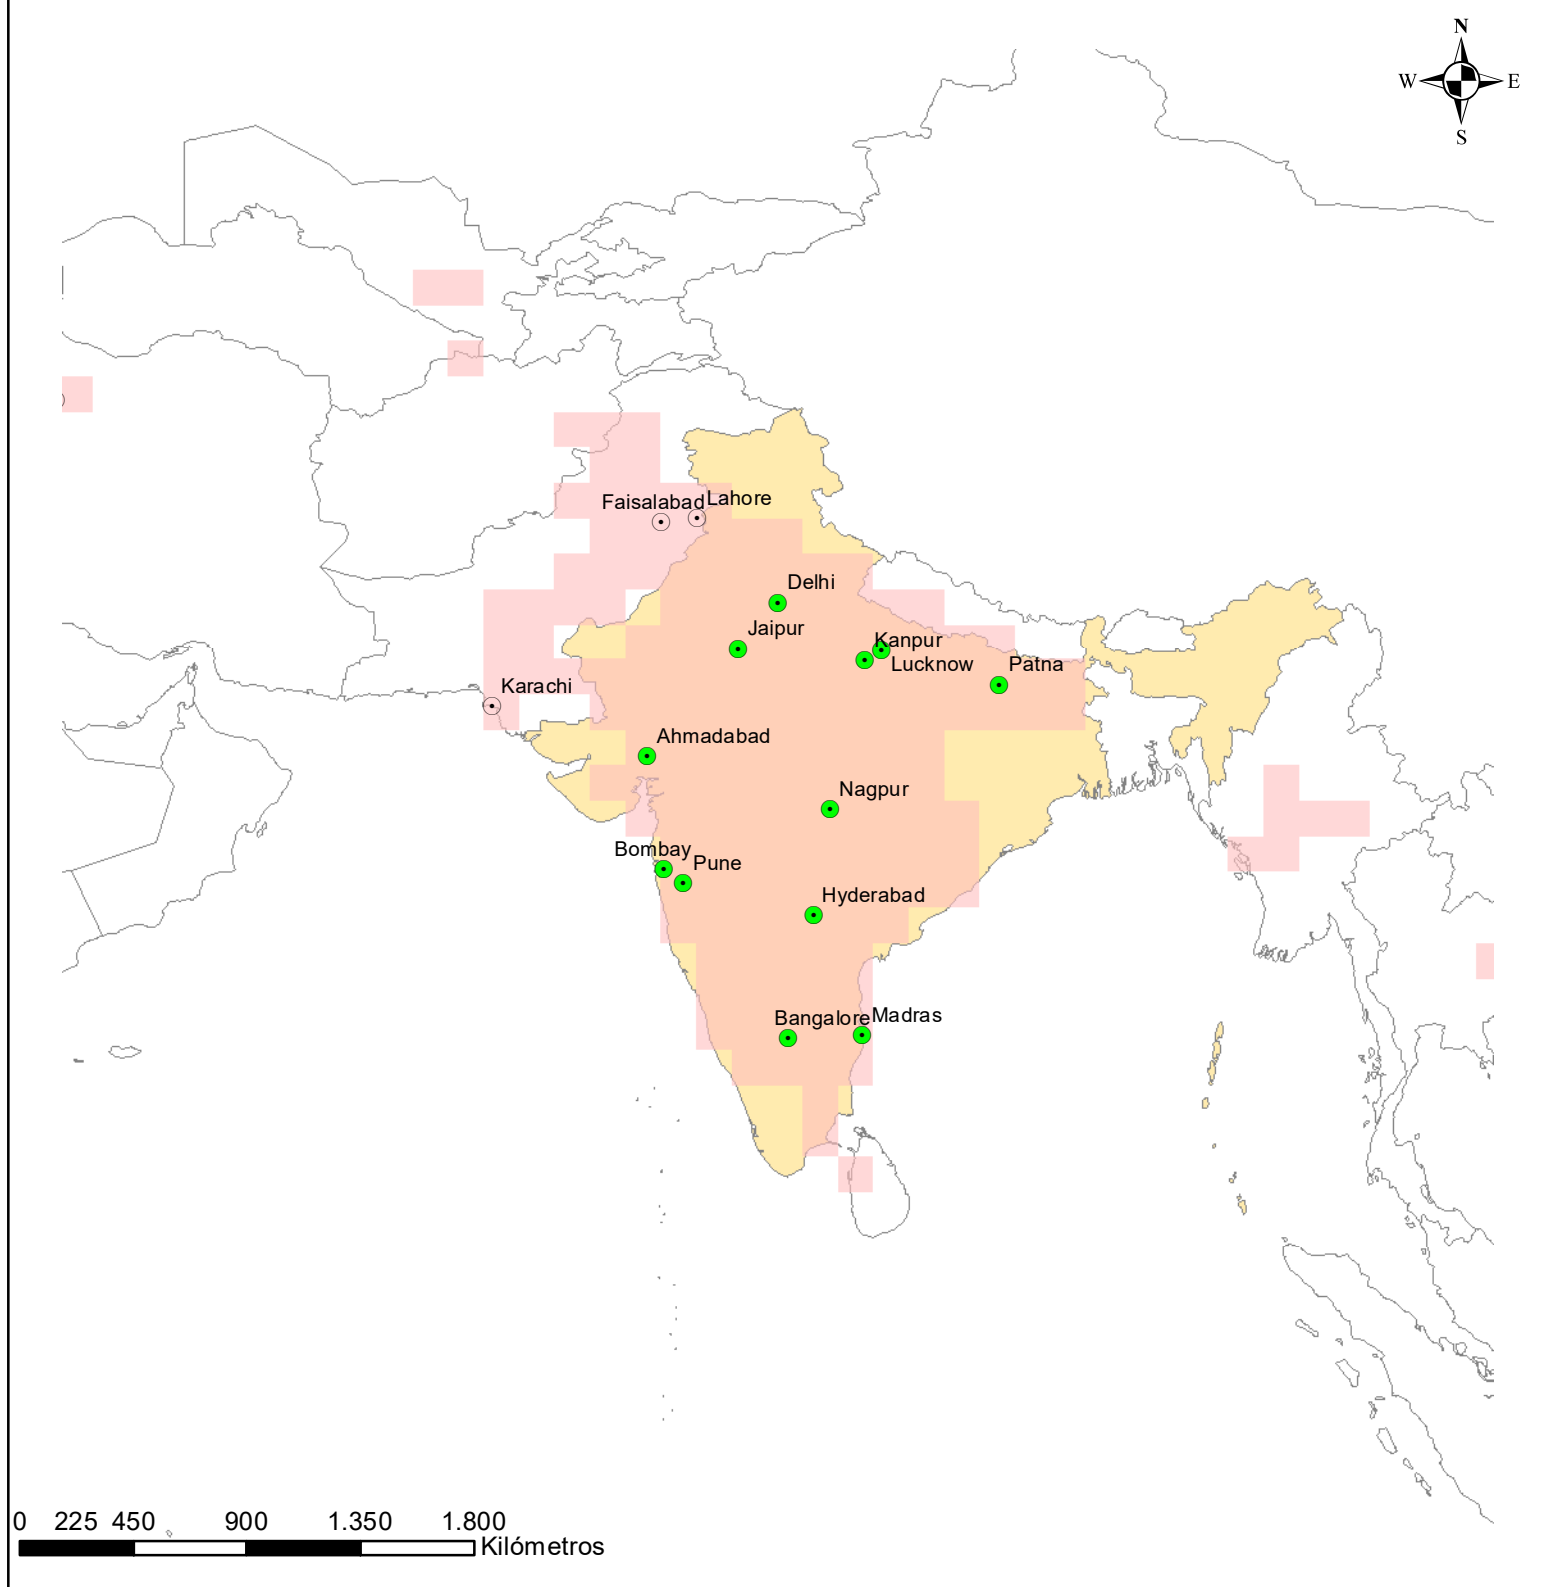 N
W E
S
Faisalabad Lahore
Delhi
Jaipur
Kanpur
Lucknow
Patna
Karachi
Ahmadabad
Nagpur
Bombay
Pune
Hyderabad
Bangalore Madras
0 225 450 900 1.350 1.800
Kilómetros